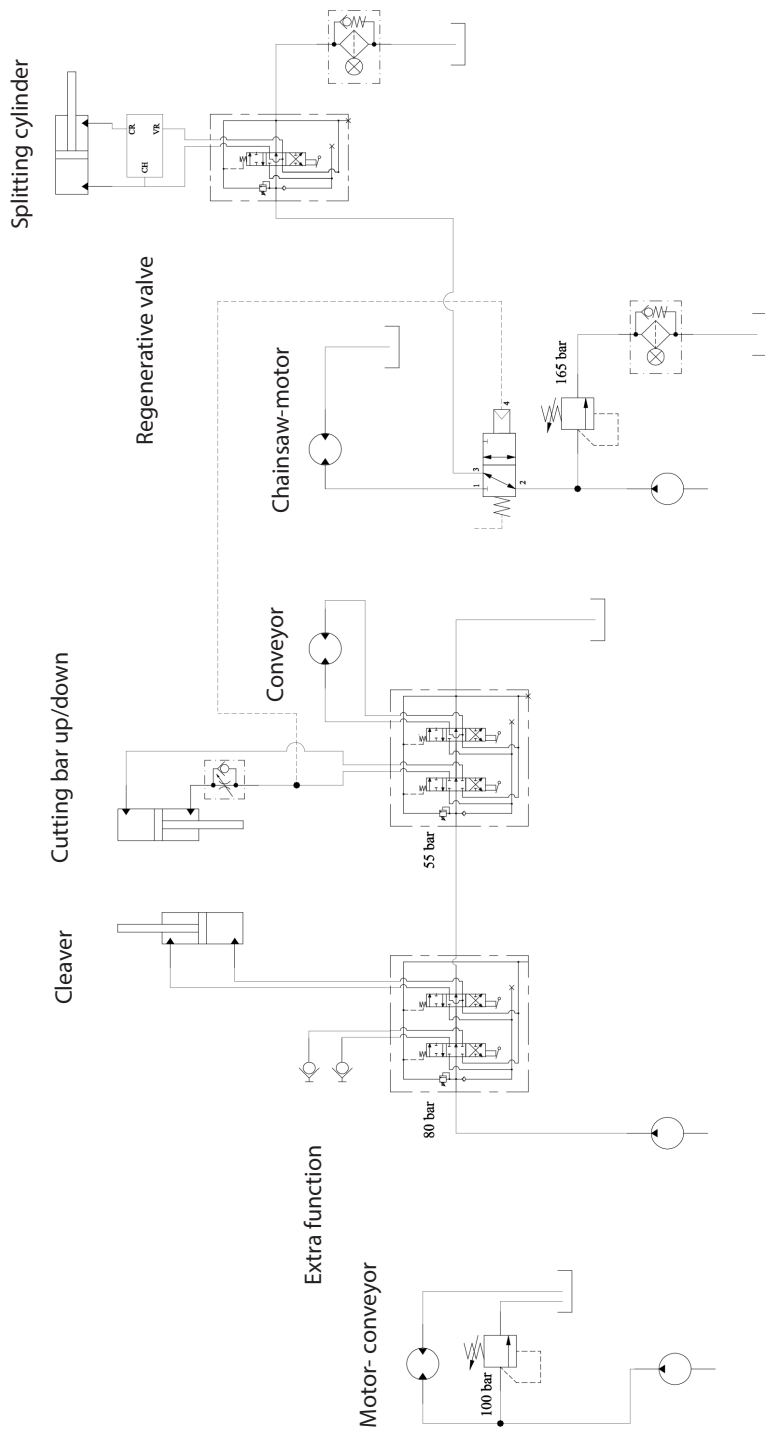 Splitting cylinder
CR
VR
CH
Regenerative valve
Chainsaw-motor
165 bar
1
3
2
4
Cutting bar up/down
Conveyor
55 bar
Cleaver
80 bar
Extra function
Motor- conveyor
100 bar